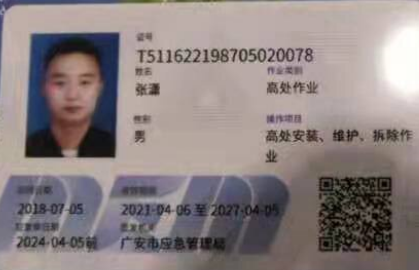 证号
T511622198705020078
姓名
张潇
作业类别
高处作业
性别
男
操作项目
高处安装、维护、拆除作
业
初领日期
2018-07-05
有效期限
2021-04-06 至 2027-04-05
应复审日期
2024-04-05前
签发机关
广安市应急管理局